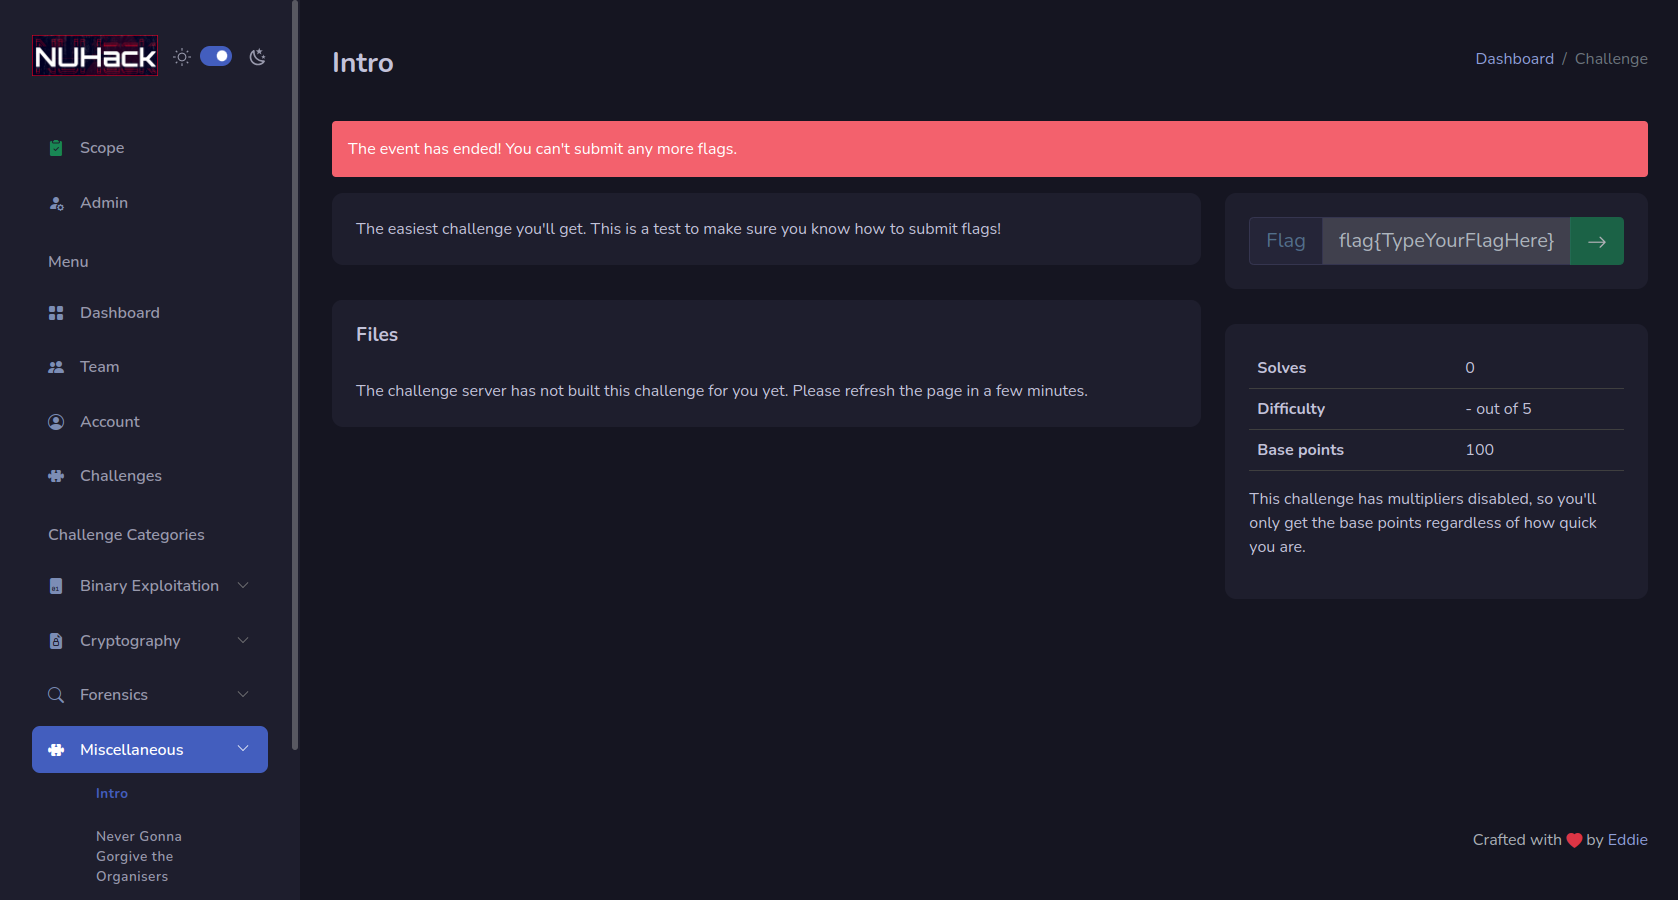 NUHack
Scope
Admin
Menu
Dashboard
Team
Account
Challenges
Challenge Categories
Binary Exploitation
Cryptography
Forensics
Miscellaneous
Intro
Never Gonna
Gorgive the
Organisers
Intro
Dashboard / Challenge
The event has ended! You can't submit any more flags.
The easiest challenge you'll get. This is a test to make sure you know how to submit flags!
Files
The challenge server has not built this challenge for you yet. Please refresh the page in a few minutes.
Flag flag{TypeYourFlagHere}
Solves 0
Difficulty - out of 5
Base points 100
This challenge has multipliers disabled, so you'll
only get the base points regardless of how quick
you are.
Crafted with ❤ by Eddie